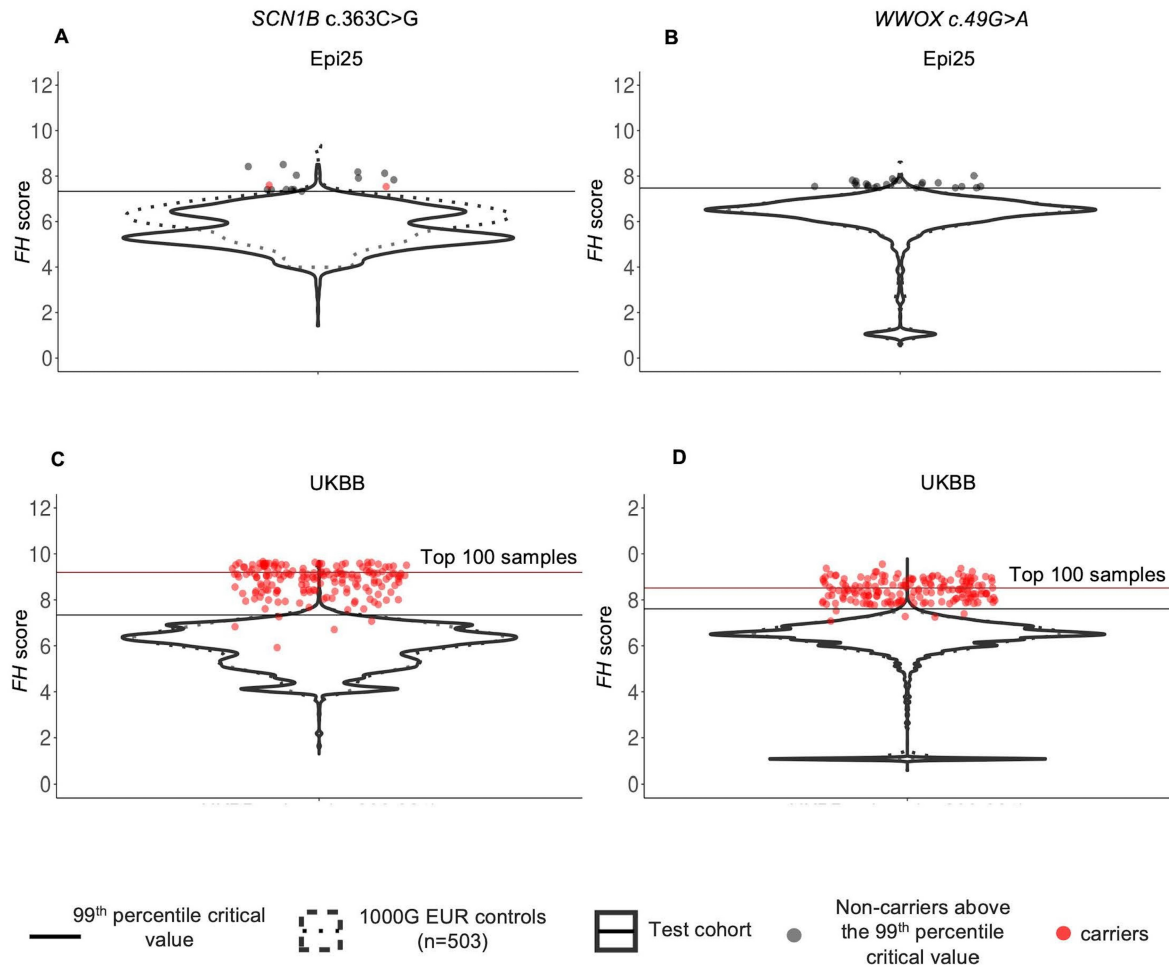 SCN1B c.363C>G
WWOX c.49G>A
A
Epi25
12
10
8
6
4
2
0
FH score
B
Epi25
12
10
8
6
4
2
0
FH score
C
UKBB
12
10
8
6
4
2
0
FH score
Top 100 samples
D
UKBB
2
0
8
6
4
2
0
FH score
Top 100 samples
99th percentile critical
value
1000G EUR controls
(n=503)
Test cohort
Non-carriers above
the 99th percentile
critical value
carriers